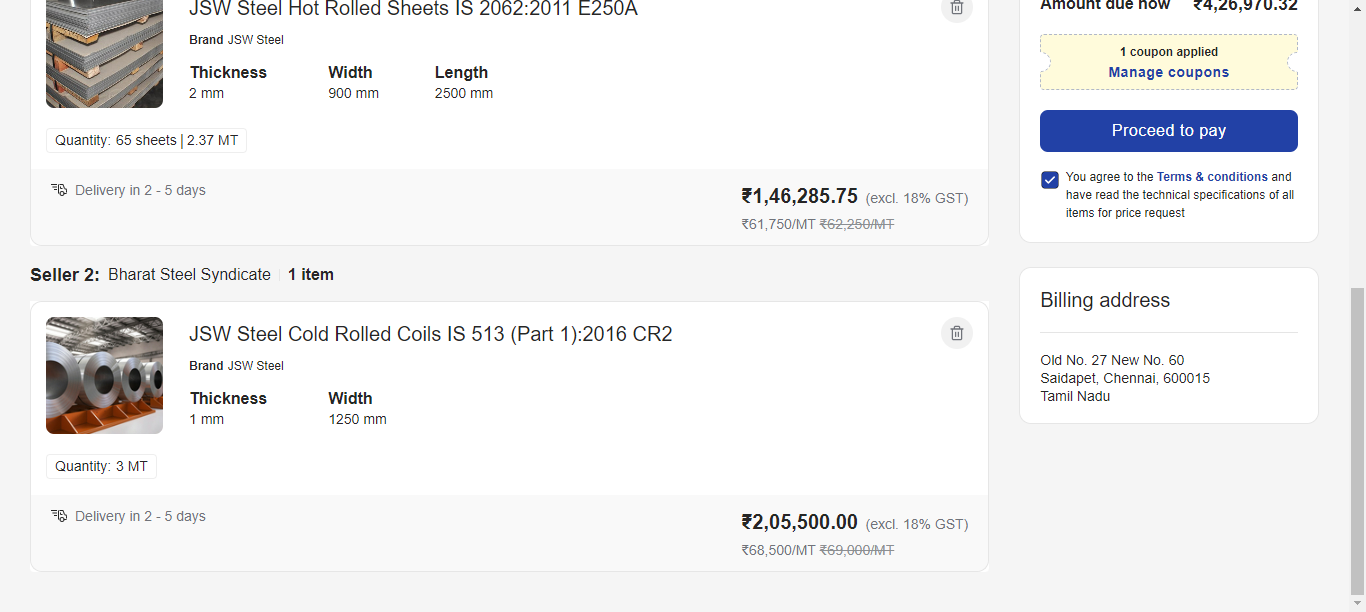 JSW Steel Hot Rolled Sheets IS 2062:2011 E250A
Brand JSW Steel
Thickness Width Length
2 mm 900 mm 2500 mm
Quantity: 65 sheets | 2.37 MT
Delivery in 2 - 5 days
₹1,46,285.75 (excl. 18% GST)
₹61,750/MT ₹62,250/MT
Seller 2: Bharat Steel Syndicate 1 item
JSW Steel Cold Rolled Coils IS 513 (Part 1):2016 CR2
Brand JSW Steel
Thickness Width
1 mm 1250 mm
Quantity: 3 MT
Delivery in 2 - 5 days
₹2,05,500.00 (excl. 18% GST)
₹68,500/MT ₹69,000/MT
Amount due now ₹4,26,970.32
1 coupon applied
Manage coupons
Proceed to pay
You agree to the Terms & conditions and
have read the technical specifications of all
items for price request
Billing address
Old No. 27 New No. 60
Saidapet, Chennai, 600015
Tamil Nadu